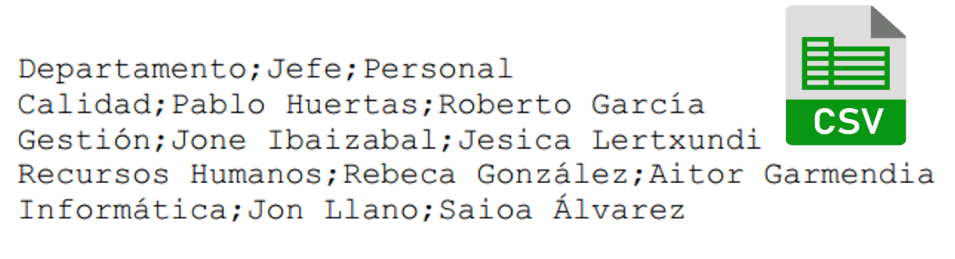 Departamento;Jefe;Personal
Calidad;Pablo Huertas;Roberto García
Gestión;Jone Ibaizabal;Jesica Lertxundi
Recursos Humanos;Rebeca González;Aitor Garmendia
Informática;Jon Llano;Saioa Álvarez
CSV